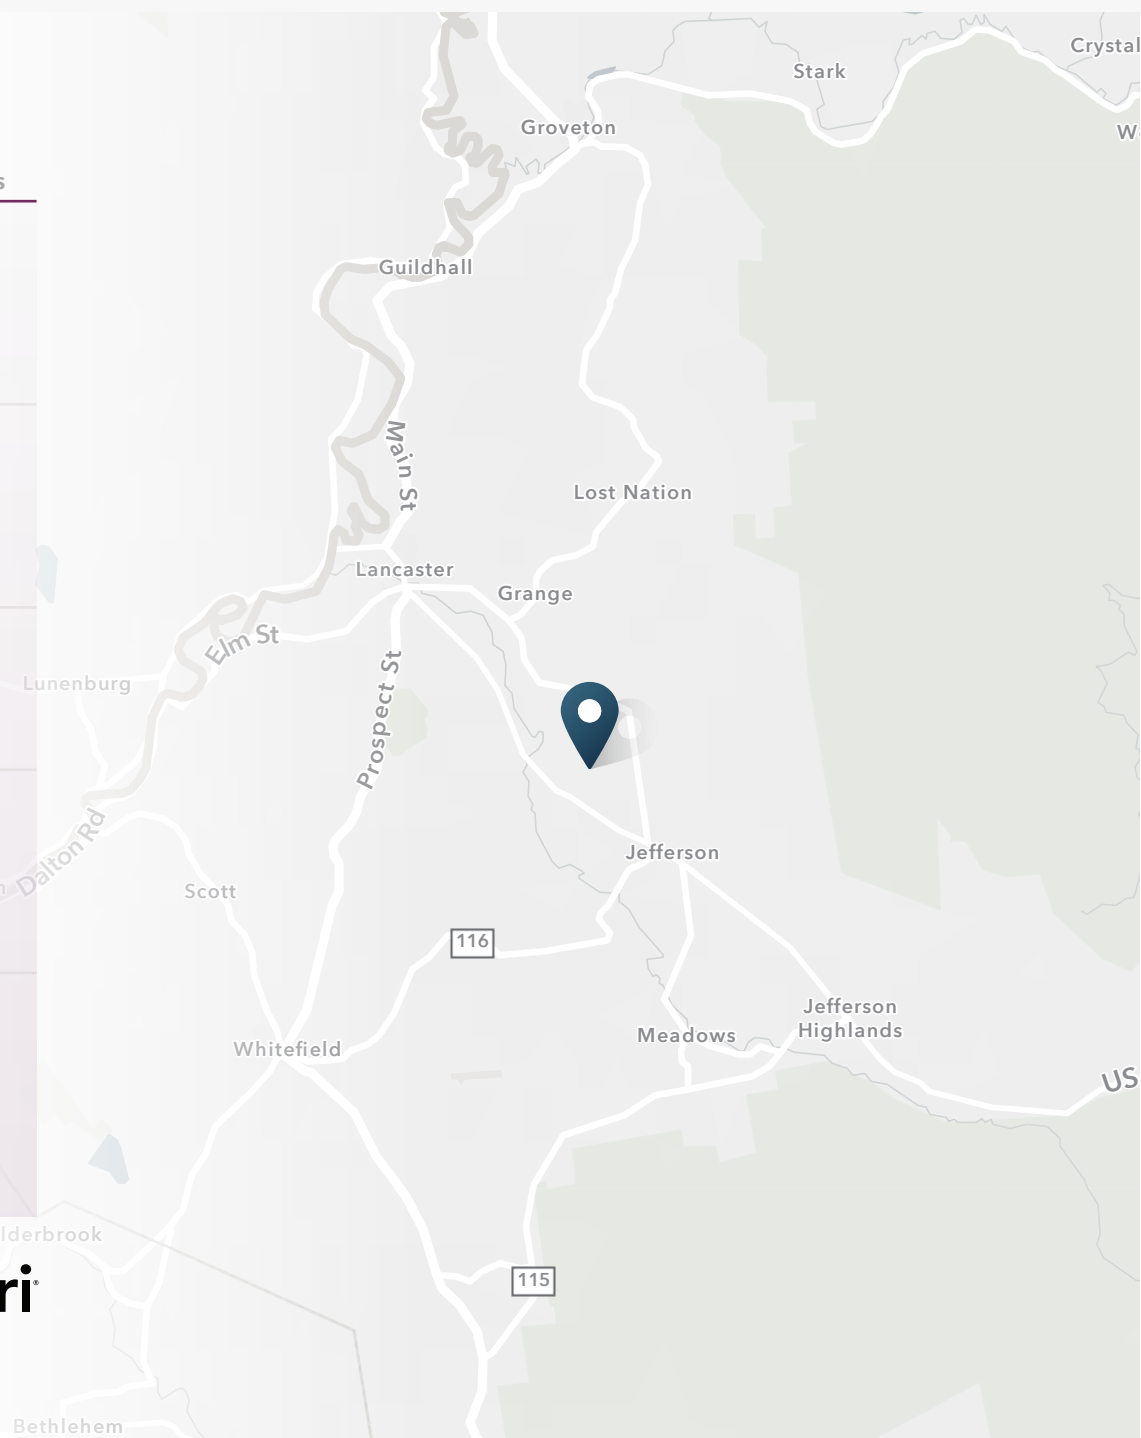 Crystal
Stark
Groveton
Guildhall
Main St
Lost Nation
Lancaster
Grange
Elm St
Prospect St
Lunenburg
Dalton Rd
Jefferson
Scott
116
Jefferson
Highlands
Meadows
Whitefield
US
lderbrook
ri
115
Bethlehem